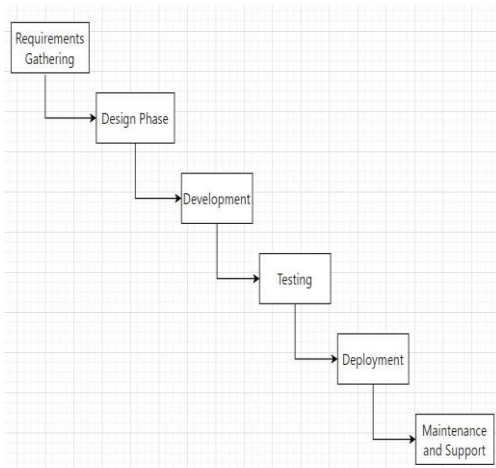 Requirements
Gathering
Design Phase
Development
Testing
Deployment
Maintenance
and Support